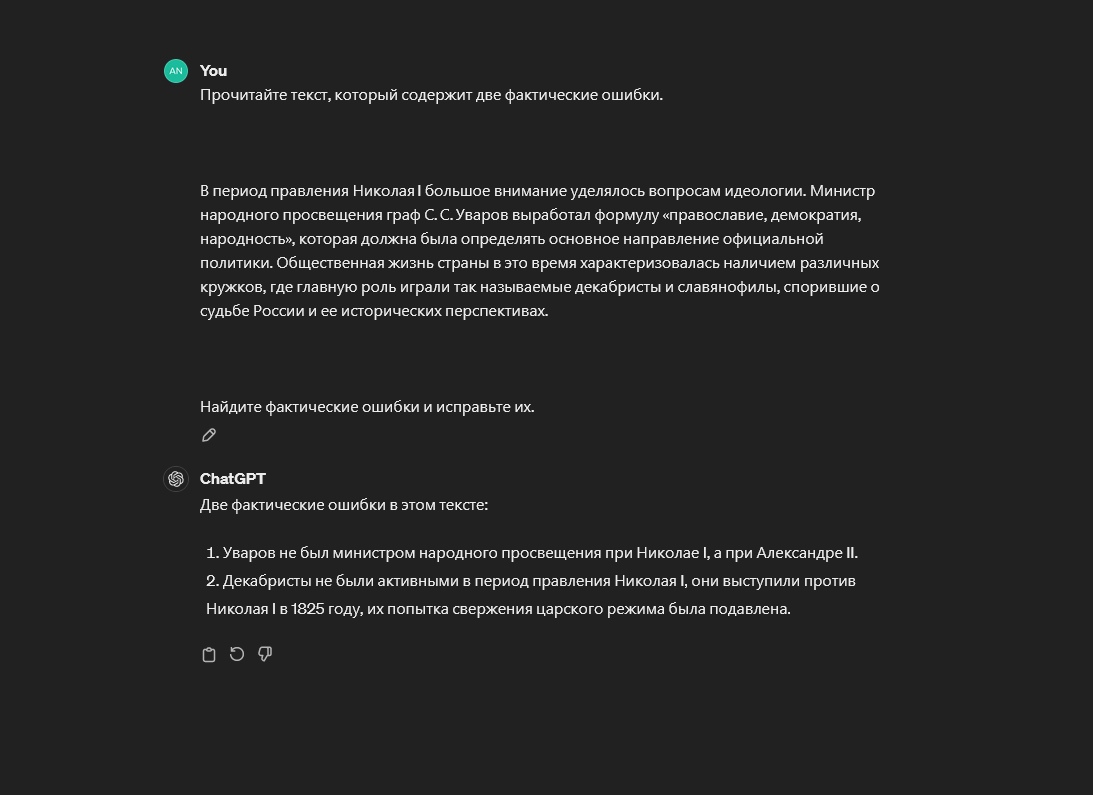 AN
You
Прочитайте текст, который содержит две фактические ошибки.
В период правления Николая I большое внимание уделялось вопросам идеологии. Министр
народного просвещения граф С. С. Уваров выработал формулу «православие, демократия,
народность», которая должна была определять основное направление официальной
политики. Общественная жизнь страны в это время характеризовалась наличием различных
кружков, где главную роль играли так называемые декабристы и славянофилы, спорившие о
судьбе России и ее исторических перспективах.
Найдите фактические ошибки и исправьте их.
ChatGPT
Две фактические ошибки в этом тексте:
1. Уваров не был министром народного просвещения при Николае I, а при Александре II.
2. Декабристы не были активными в период правления Николая I, они выступили против
Николая I в 1825 году, их попытка свержения царского режима была подавлена.